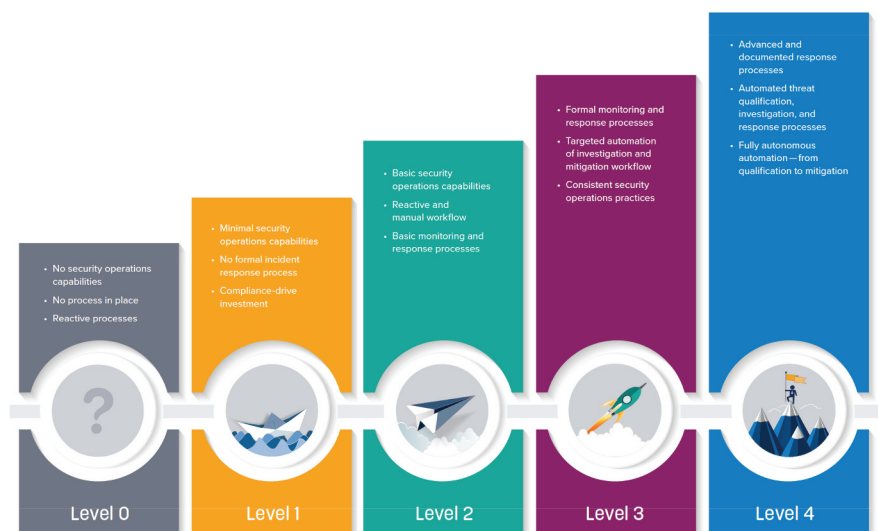 • No security operations
capabilities
• No process in place
• Reactive processes
?
Level 0
• Minimal security
operations capabilities
• No formal incident
response process
• Compliance-drive
investment
Level 1
• Basic security
operations capabilities
• Reactive and
manual workflow
• Basic monitoring and
response processes
Level 2
• Formal monitoring and
response processes
• Targeted automation
of investigation and
mitigation workflow
• Consistent security
operations practices
Level 3
• Advanced and
documented response
processes
• Automated threat
qualification,
investigation, and
response processes
• Fully autonomous
automation—from
qualification to mitigation
Level 4